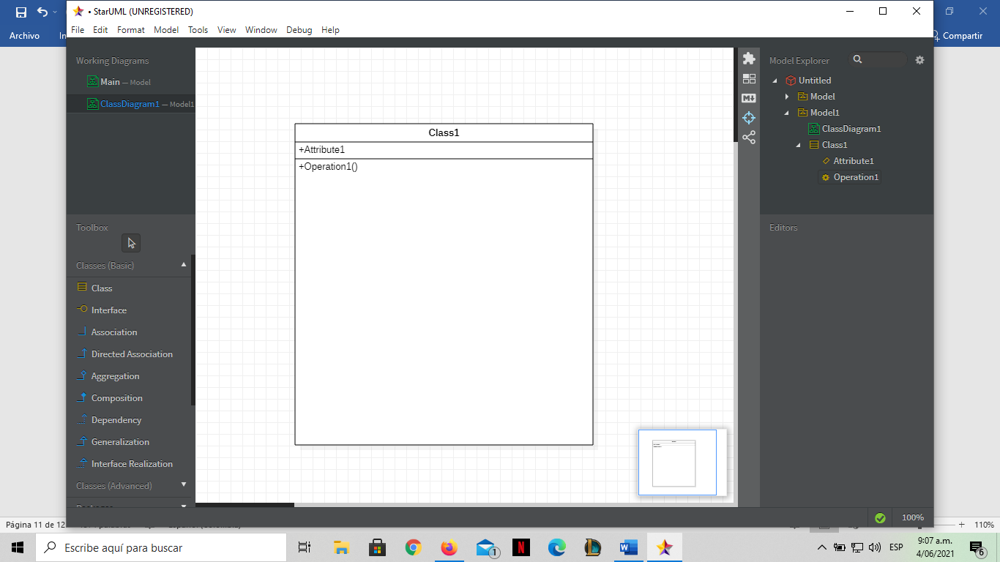 • StarUML (UNREGISTERED)
Archivo
In
Compartir
File Edit Format Model Tools View Window Debug Help
Working Diagrams
Main — Model
ClassDiagram1 — Model1
Toolbox
Classes (Basic)
Class
Interface
Association
Directed Association
Aggregation
Composition
Dependency
Generalization
Interface Realization
Classes (Advanced)
Packages
Class1
+Attribute1
+Operation1()
Model Explorer
Untitled
Model
Model1
ClassDiagram1
Class1
Attribute1
Operation1
Editors
100%
Página 11 de 12
110%
Escribe aquí para buscar
1
N
W
ESP
9:07 a.m.
4/06/2021
6